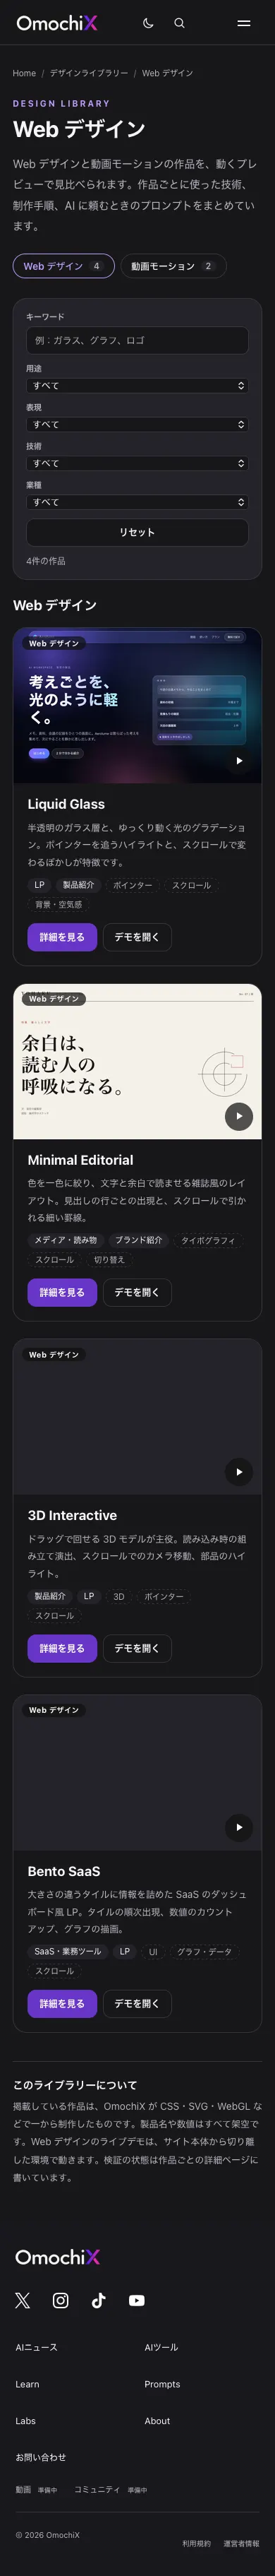 OmochiX
Home / デザインライブラリー / Web デザイン
DESIGN LIBRARY
Web デザイン
Web デザインと動画モーションの作品を、動くプレ
ビューで見比べられます。作品ごとに使った技術、
制作手順、AI に頼むときのプロンプトをまとめてい
ます。
Web デザイン 4
動画モーション 2
キーワード
例：ガラス、グラフ、ロゴ
用途
すべて
表現
すべて
技術
すべて
業種
すべて
リセット
4件の作品
Web デザイン
Web デザイン
考えごとを、
光のように軽
く。
Liquid Glass
半透明のガラス層と、ゆっくり動く光のグラデーショ
ン。ポインターを追うハイライトと、スクロールで変
わるぼかしが特徴です。
LP 製品紹介 ポインター スクロール
背景・空気感
詳細を見る デモを開く
Web デザイン
余白は、
読む人の
呼吸になる。
Minimal Editorial
色を一色に絞り、文字と余白で読ませる雑誌風のレイ
アウト。見出しの行ごとの出現と、スクロールで引か
れる細い罫線。
メディア・読み物 ブランド紹介 タイポグラフィ
スクロール 切り替え
詳細を見る デモを開く
Web デザイン
3D Interactive
ドラッグで回せる 3D モデルが主役。読み込み時の組
み立て演出、スクロールでのカメラ移動、部品のハイ
ライト。
製品紹介 LP 3D ポインター
スクロール
詳細を見る デモを開く
Web デザイン
Bento SaaS
大きさの違うタイルに情報を詰めた SaaS のダッシュ
ボード風 LP。タイルの順次出現、数値のカウント
アップ、グラフの描画。
SaaS・業務ツール LP UI グラフ・データ
スクロール
詳細を見る デモを開く
このライブラリーについて
掲載している作品は、OmochiX が CSS・SVG・WebGL な
どで一から制作したものです。製品名や数値はすべて架空で
す。Web デザインのライブデモは、サイト本体から切り離
した環境で動きます。検証の状態は作品ごとの詳細ページに
書いています。
OmochiX
AIニュース AIツール
Learn Prompts
Labs About
お問い合わせ
動画 準備中 コミュニティ 準備中
© 2026 OmochiX
利用規約 運営者情報